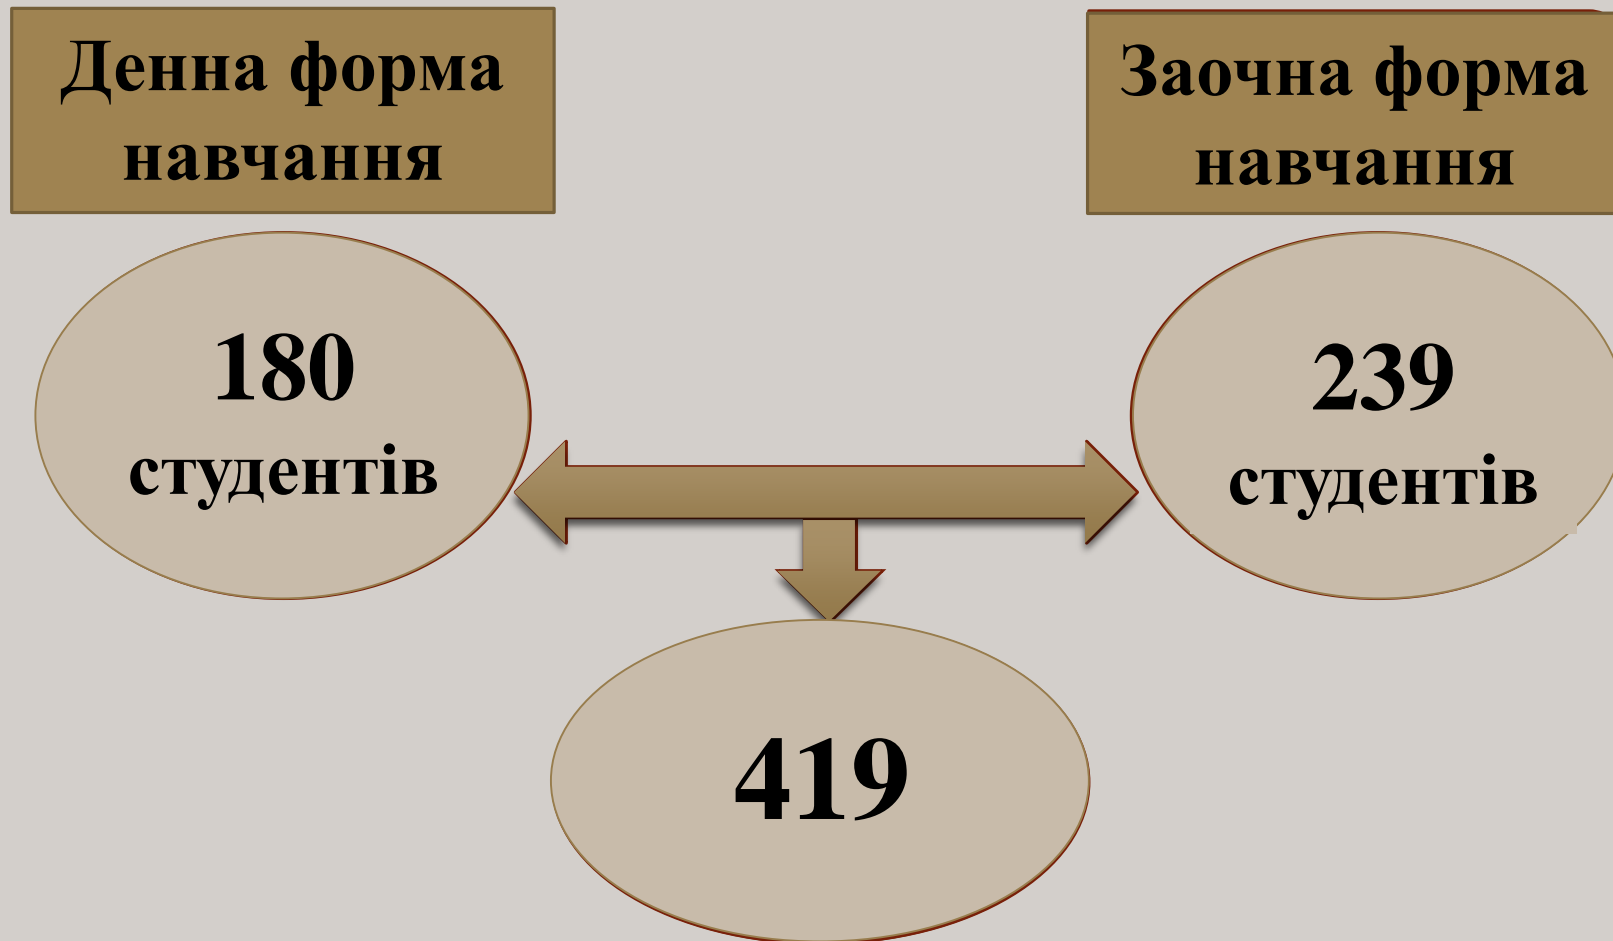 Денна форма
навчання
Заочна форма
навчання
180
студентів
239
студентів
419